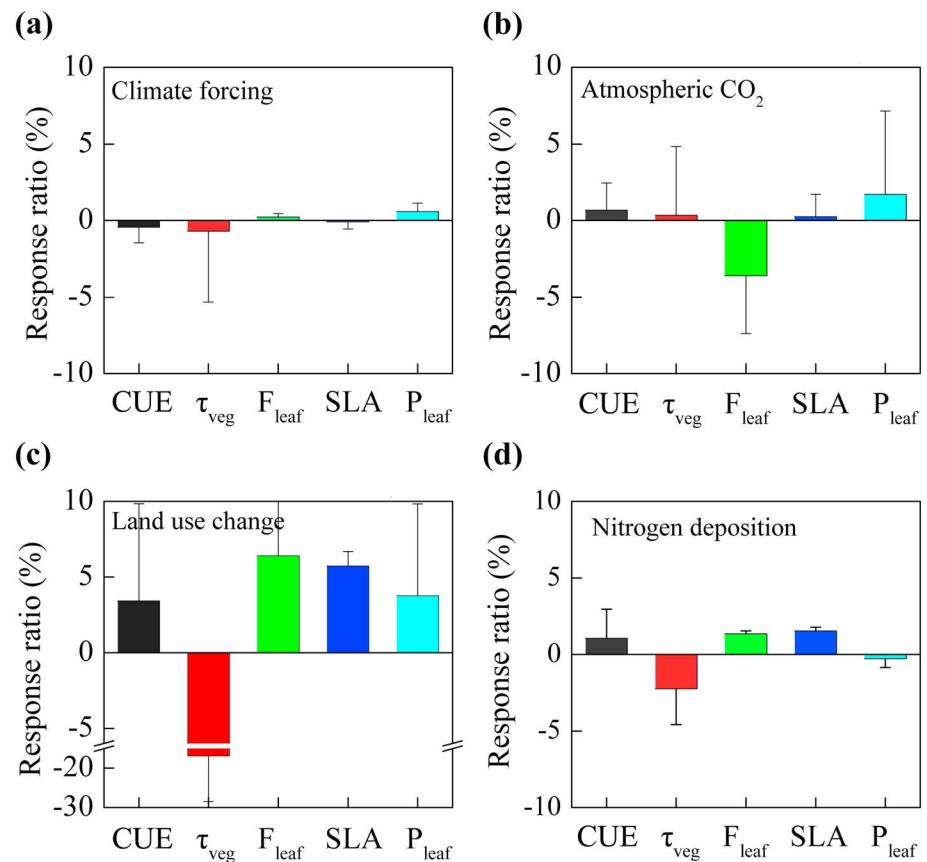 (a)
10
Climate forcing
5
0
-5
-10
Response ratio (%)
CUE τveg Fleaf SLA Pleaf
(b)
10
Atmospheric CO2
5
0
-5
-10
Response ratio (%)
CUE τveg Fleaf SLA Pleaf
(c)
10
Land use change
5
0
-5
-20
-30
Response ratio (%)
CUE τveg Fleaf SLA Pleaf
(d)
10
Nitrogen deposition
5
0
-5
-10
Response ratio (%)
CUE τveg Fleaf SLA Pleaf